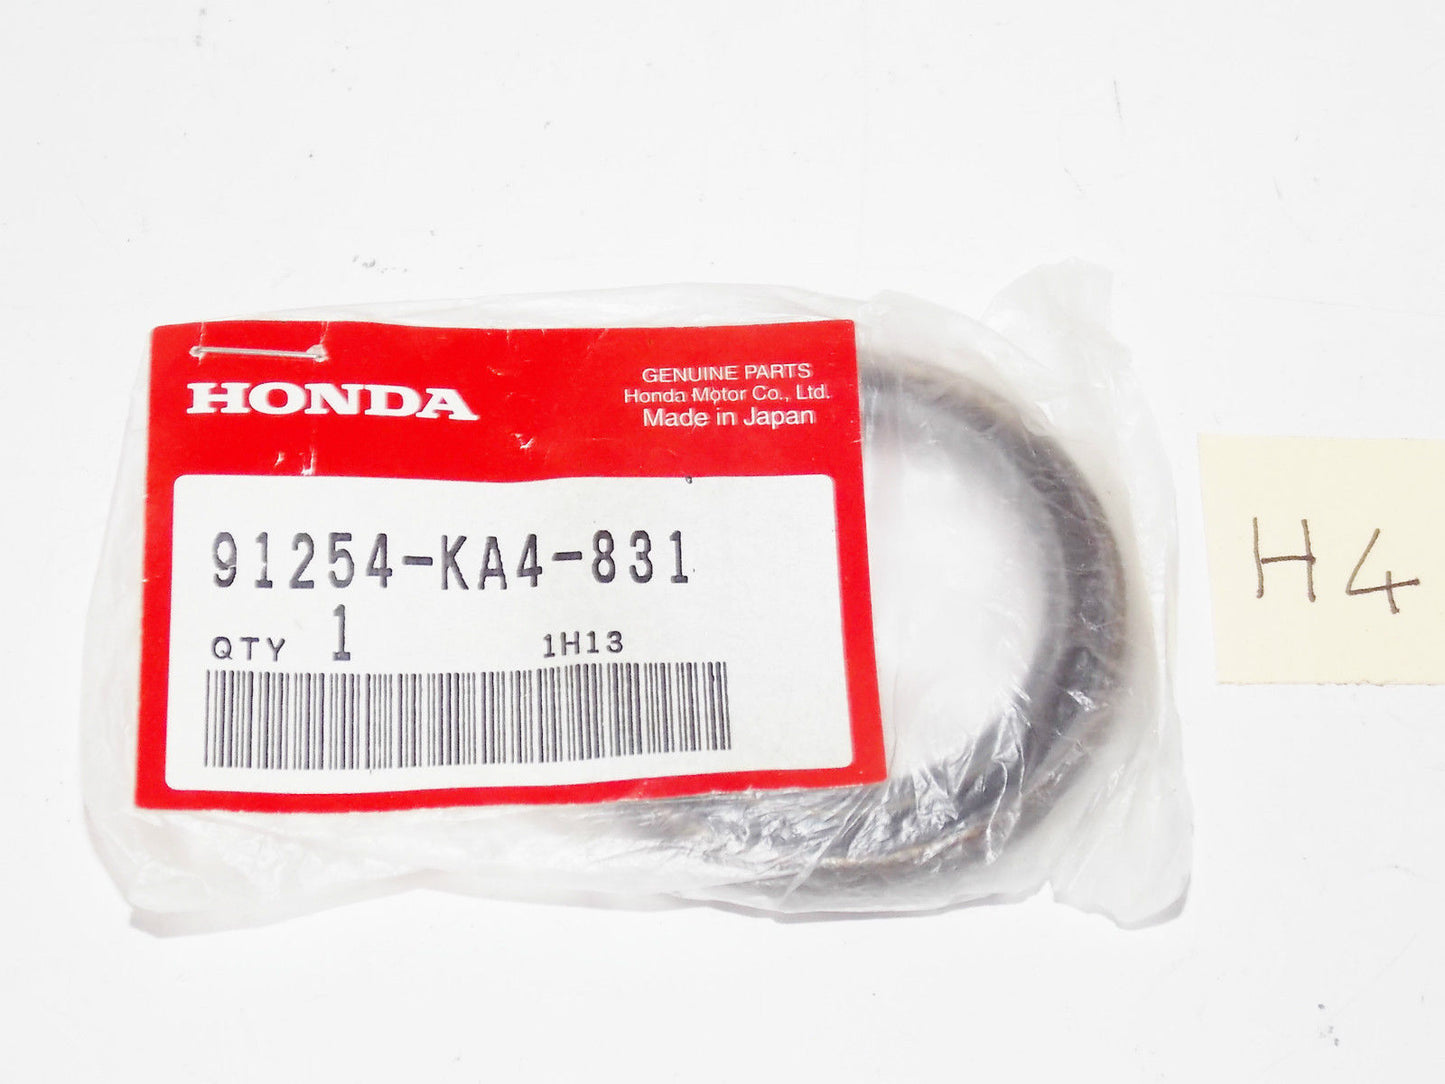 HONDA
GENUINE PARTS
Honda Motor Co., Ltd.
Made in Japan
91254-KA4-831
QTY 1 1H13
H4